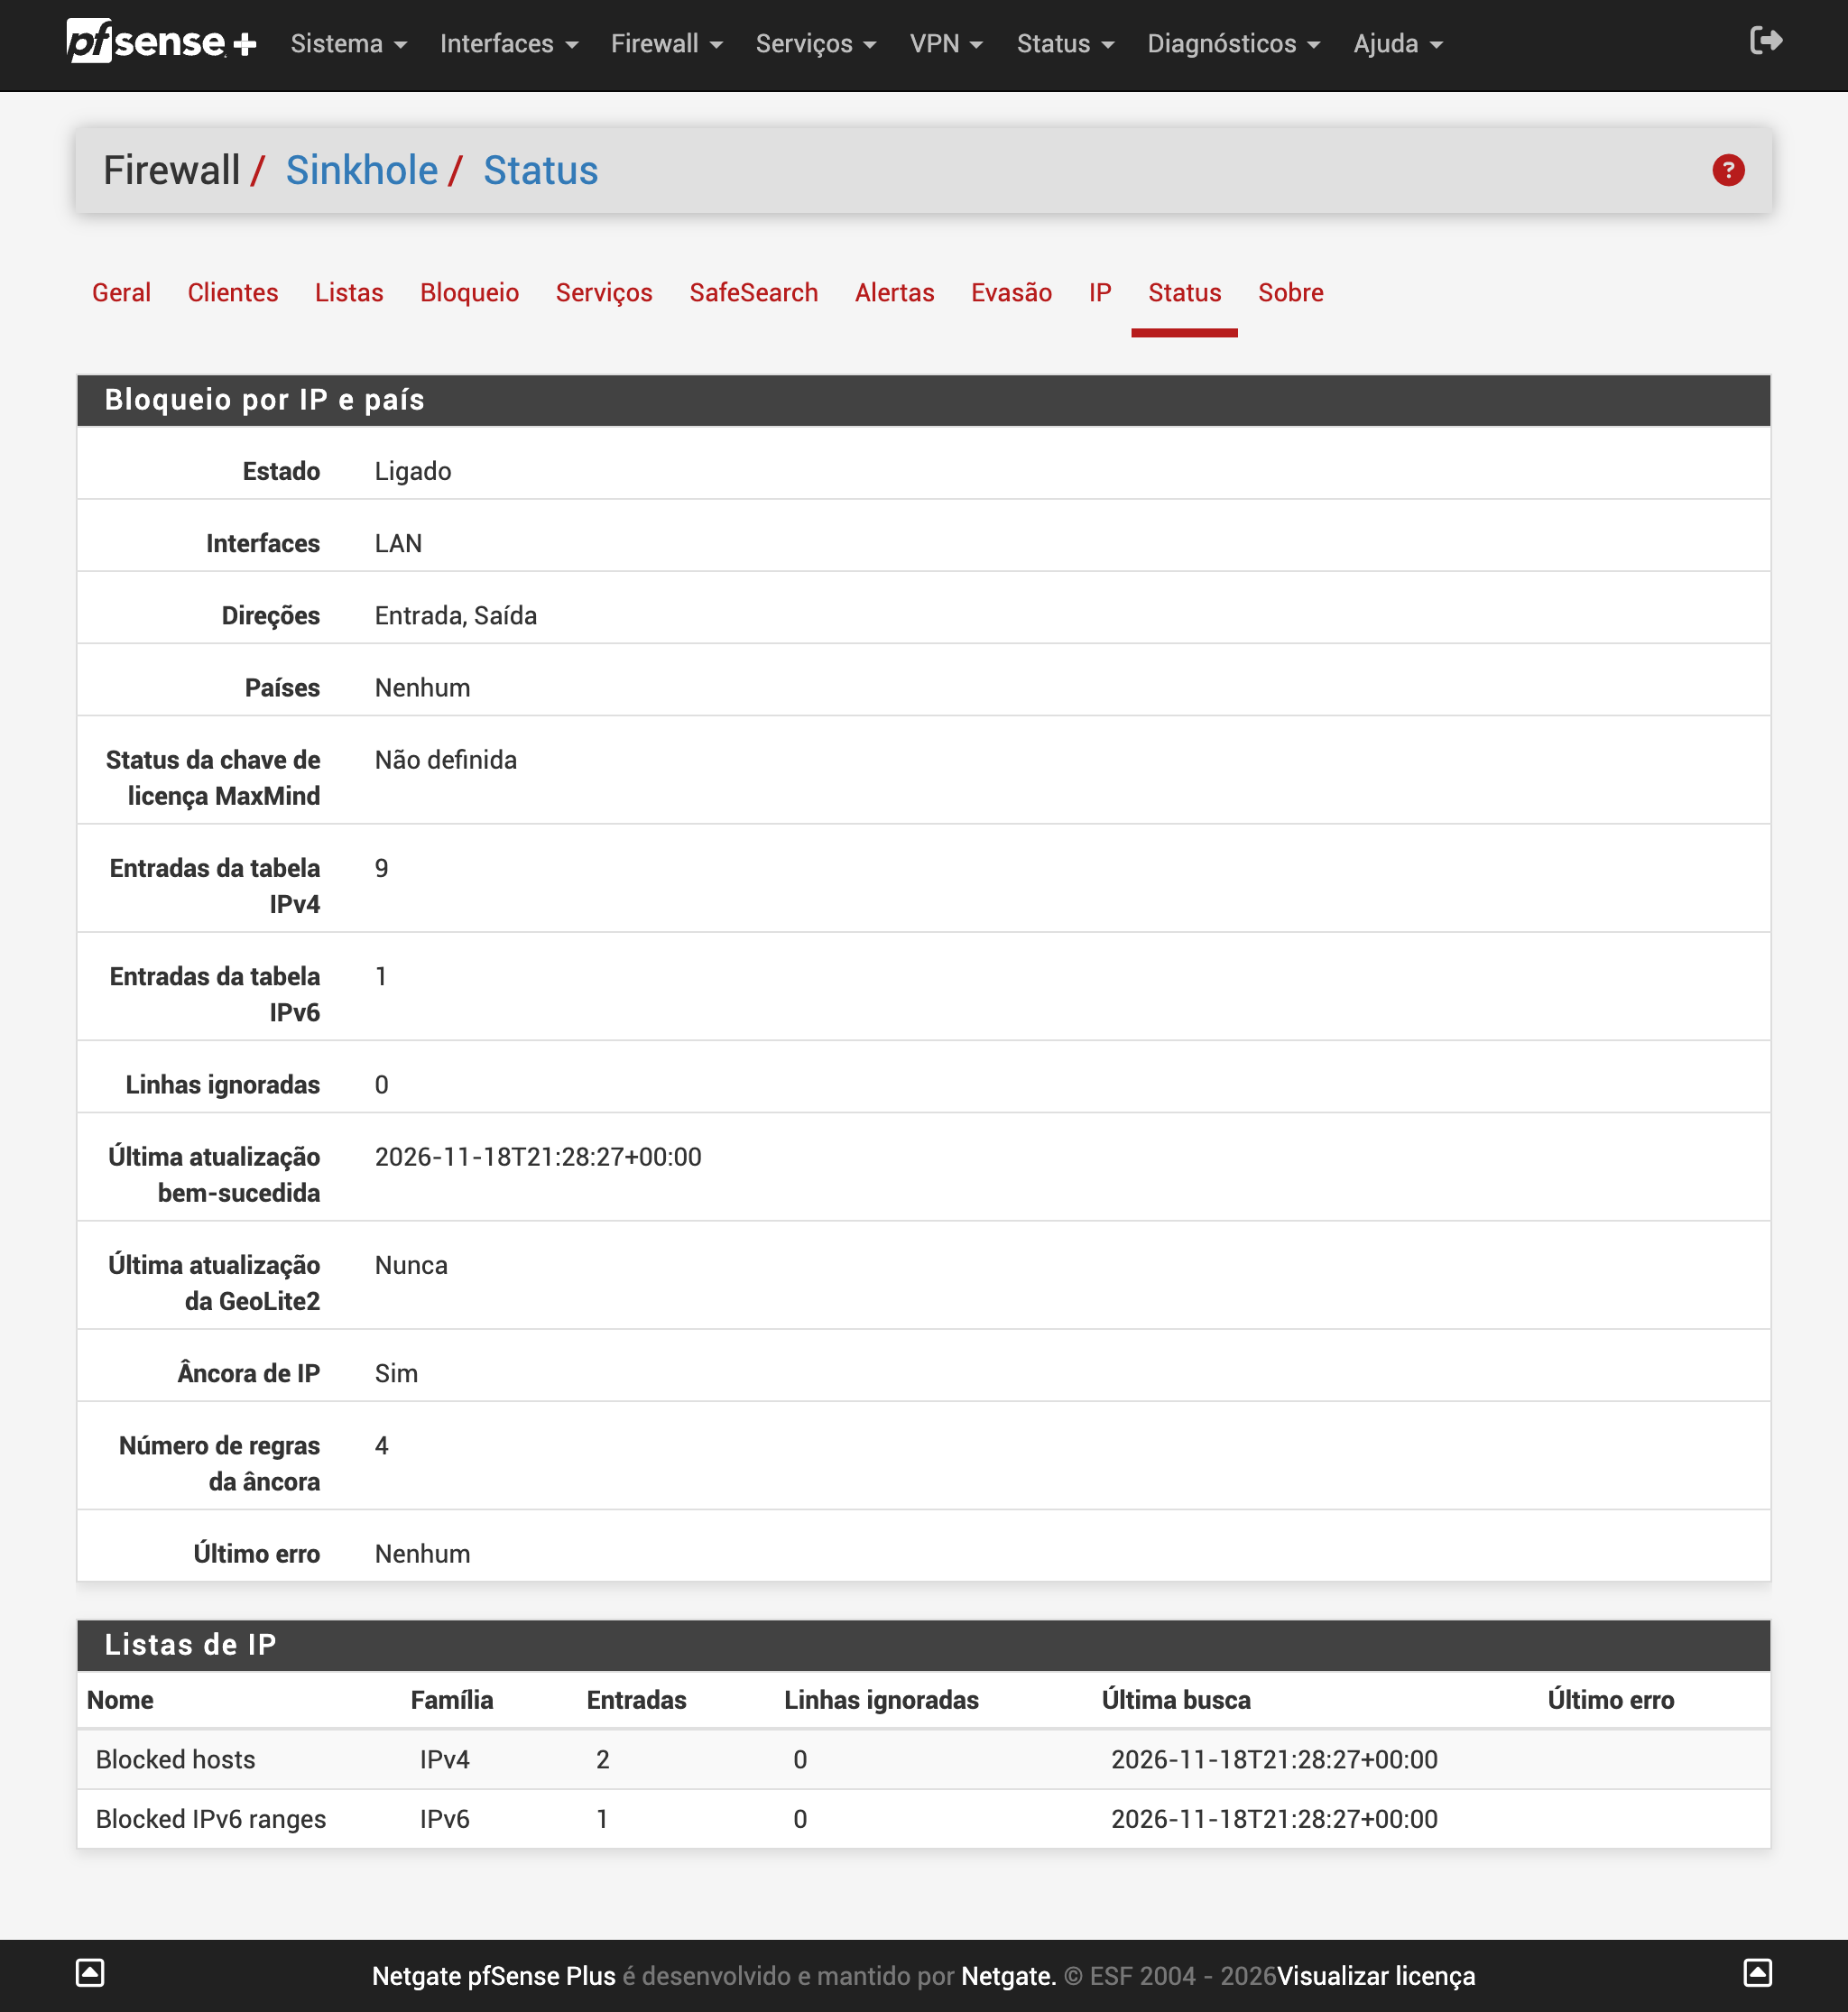 pfsense + Sistema Interfaces Firewall Serviços VPN Status Diagnósticos Ajuda
Firewall / Sinkhole / Status ?
Geral Clientes Listas Bloqueio Serviços SafeSearch Alertas Evasão IP Status Sobre
Bloqueio por IP e país
Estado Ligado
Interfaces LAN
Direções Entrada, Saída
Países Nenhum
Status da chave de Não definida
licença MaxMind
Entradas da tabela 9
IPv4
Entradas da tabela 1
IPv6
Linhas ignoradas 0
Última atualização 2026-11-18T21:28:27+00:00
bem-sucedida
Última atualização Nunca
da GeoLite2
Âncora de IP Sim
Número de regras 4
da âncora
Último erro Nenhum
Listas de IP
Nome Família Entradas Linhas ignoradas Última busca Último erro
Blocked hosts IPv4 2 0 2026-11-18T21:28:27+00:00
Blocked IPv6 ranges IPv6 1 0 2026-11-18T21:28:27+00:00
Netgate pfSense Plus é desenvolvido e mantido por Netgate. © ESF 2004 - 2026Visualizar licença